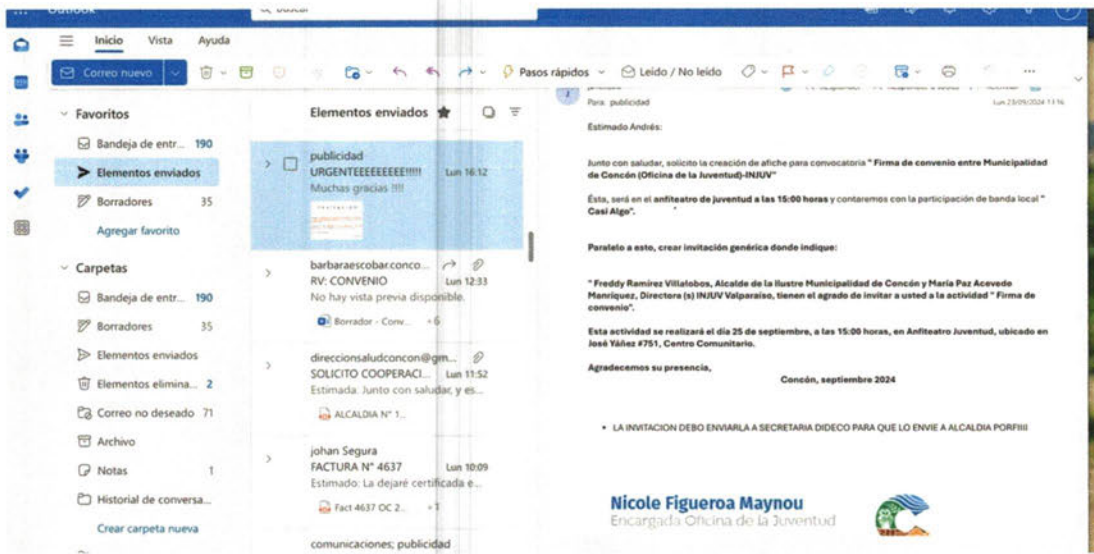 Outlook
Buscar
Inicio Vista Ayuda
Correo nuevo
Pasos rápidos
Leído / No leído
Favoritos
Bandeja de entr... 190
Elementos enviados
Borradores 35
Agregar favorito
Carpetas
Bandeja de entr... 190
Borradores 35
Elementos enviados
Elementos elimina... 2
Correo no deseado 71
Archivo
Notas 1
Historial de conversa...
Crear carpeta nueva
Elementos enviados
publicidad
URGENTEEEEEEEEE!!!!! Lun 16:12
Muchas gracias !!!!
INVITACIÓN
barbaraescobar.conco...
RV: CONVENIO Lun 12:33
No hay vista previa disponible.
Borrador - Conv... +6
direccionsaludconcon@gm...
SOLICITO COOPERACI... Lun 11:52
Estimada: Junto con saludar, y es...
ALCALDIA N° 1...
johan Segura
FACTURA N° 4637 Lun 10:09
Estimado: La dejaré certificada e...
Fact 4637 OC 2... +1
comunicaciones; publicidad
Para: publicidad
Lun 23/09/2024 13:16
Estimado Andrés:
Junto con saludar, solicito la creación de afiche para convocatoria " Firma de convenio entre Municipalidad
de Concón (Oficina de la Juventud)-INJUV"
Ésta, será en el anfiteatro de juventud a las 15:00 horas y contaremos con la participación de banda local "
Casi Algo".
Paralelo a esto, crear invitación genérica donde indique:
" Freddy Ramírez Villalobos, Alcalde de la Ilustre Municipalidad de Concón y María Paz Acevedo
Manríquez, Directora (s) INJUV Valparaíso, tienen el agrado de invitar a usted a la actividad " Firma de
convenio".
Esta actividad se realizará el día 25 de septiembre, a las 15:00 horas, en Anfiteatro Juventud, ubicado en
José Yáñez #751, Centro Comunitario.
Agradecemos su presencia,
Concón, septiembre 2024
• LA INVITACION DEBO ENVIARLA A SECRETARIA DIDECO PARA QUE LO ENVIE A ALCALDIA PORFIIII
Nicole Figueroa Maynou
Encargada Oficina de la Juventud